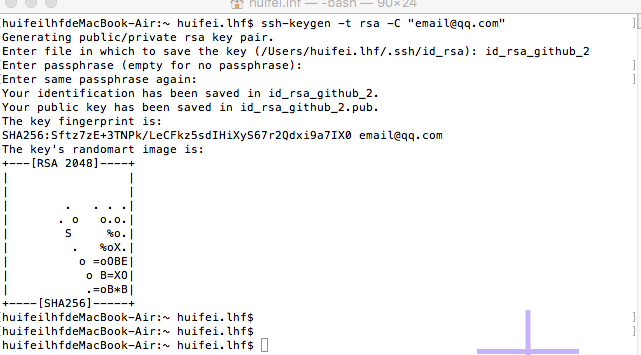 huifei.lhf — -bash — 90×24
[huifeilhfdeMacBook-Air:~ huifei.lhf$ ssh-keygen -t rsa -C "email@qq.com" ]
Generating public/private rsa key pair.
Enter file in which to save the key (/Users/huifei.lhf/.ssh/id_rsa): id_rsa_github_2
[Enter passphrase (empty for no passphrase): ]
[Enter same passphrase again: ]
Your identification has been saved in id_rsa_github_2.
Your public key has been saved in id_rsa_github_2.pub.
The key fingerprint is:
SHA256:Sftz7zE+3TNPk/LeCFkz5sdIHiXyS67r2Qdxi9a7IX0 email@qq.com
The key's randomart image is:
+---[RSA 2048]----+
|                 |
|                 |
|        .   . . .|
|       . o   o.o.|
|        S     %o.|
|         .   %oX.|
|          o =oOBE|
|           o B=XO|
|           .=oB*B|
+----[SHA256]-----+
[huifeilhfdeMacBook-Air:~ huifei.lhf$ ]
[huifeilhfdeMacBook-Air:~ huifei.lhf$ ]
huifeilhfdeMacBook-Air:~ huifei.lhf$